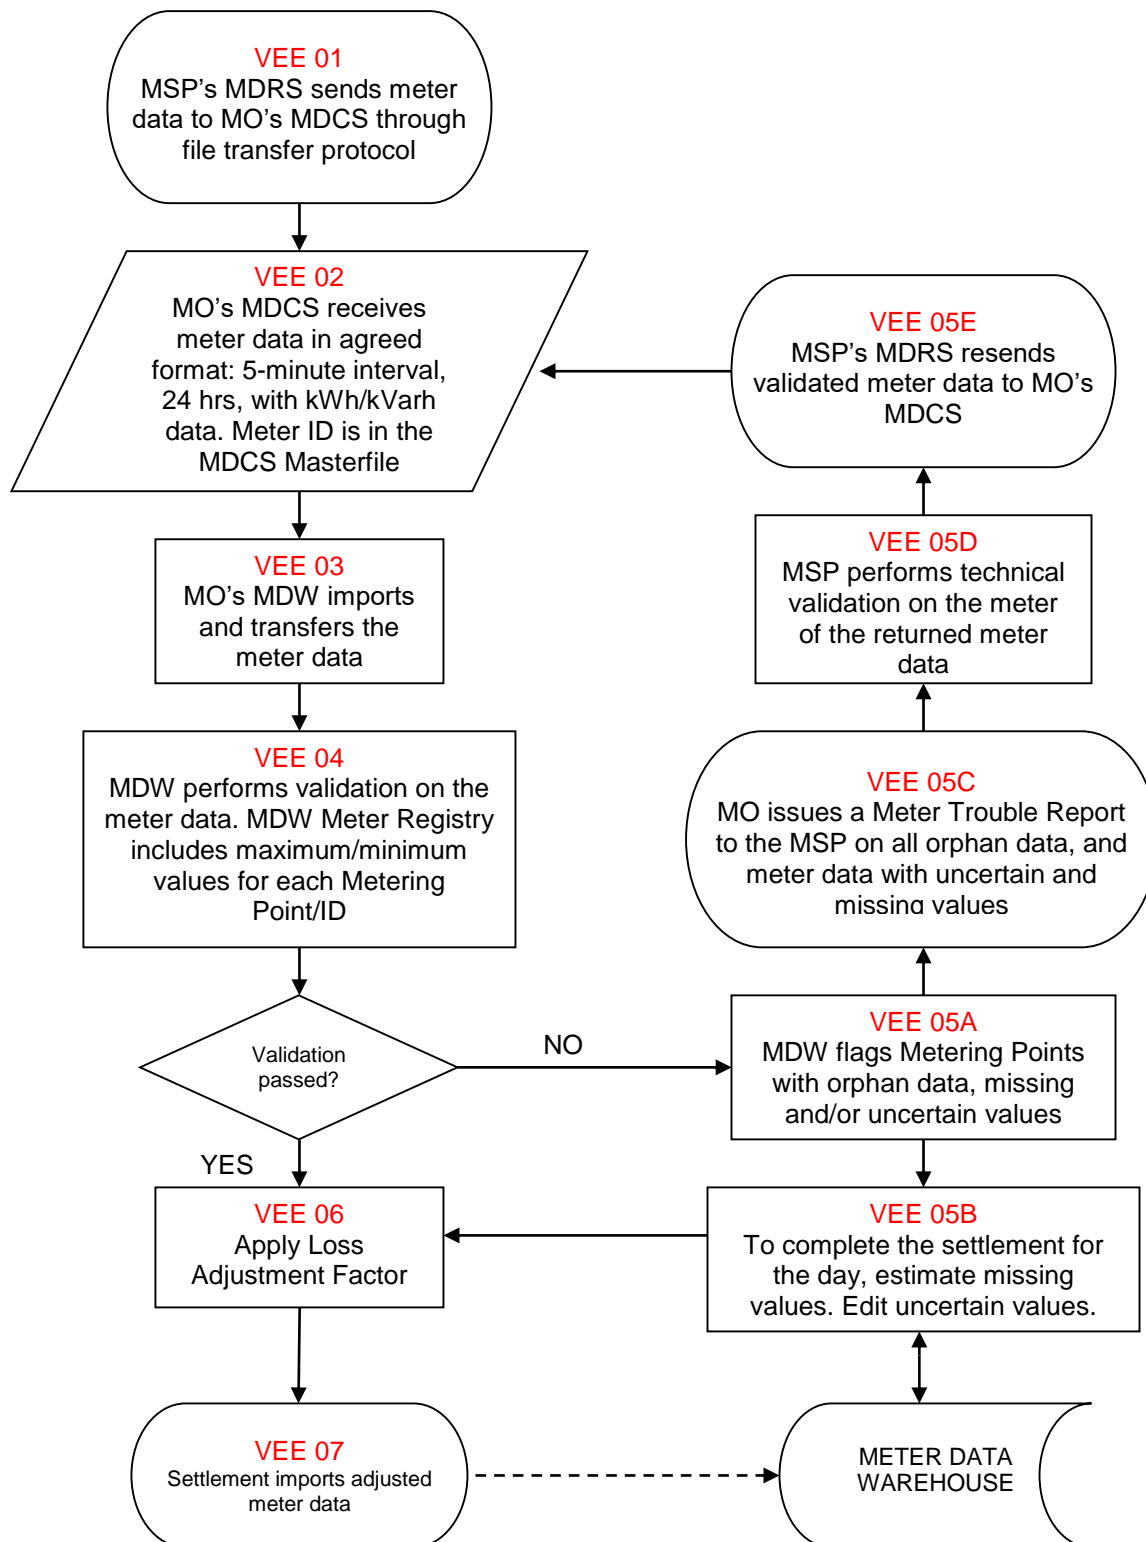 VEE 01
MSP’s MDRS sends meter
data to MO’s MDCS through
file transfer protocol
VEE 02
MO’s MDCS receives
meter data in agreed
format: 5-minute interval,
24 hrs, with kWh/kVarh
data. Meter ID is in the
MDCS Masterfile
VEE 03
MO’s MDW imports
and transfers the
meter data
VEE 04
MDW performs validation on the
meter data. MDW Meter Registry
includes maximum/minimum
values for each Metering
Point/ID
Validation
passed?
NO
YES
VEE 05A
MDW flags Metering Points
with orphan data, missing
and/or uncertain values
VEE 05B
To complete the settlement for
the day, estimate missing
values. Edit uncertain values.
VEE 05C
MO issues a Meter Trouble Report
to the MSP on all orphan data, and
meter data with uncertain and
missing values
VEE 05D
MSP performs technical
validation on the meter
of the returned meter
data
VEE 05E
MSP’s MDRS resends
validated meter data to MO’s
MDCS
VEE 06
Apply Loss
Adjustment Factor
VEE 07
Settlement imports adjusted
meter data
METER DATA
WAREHOUSE